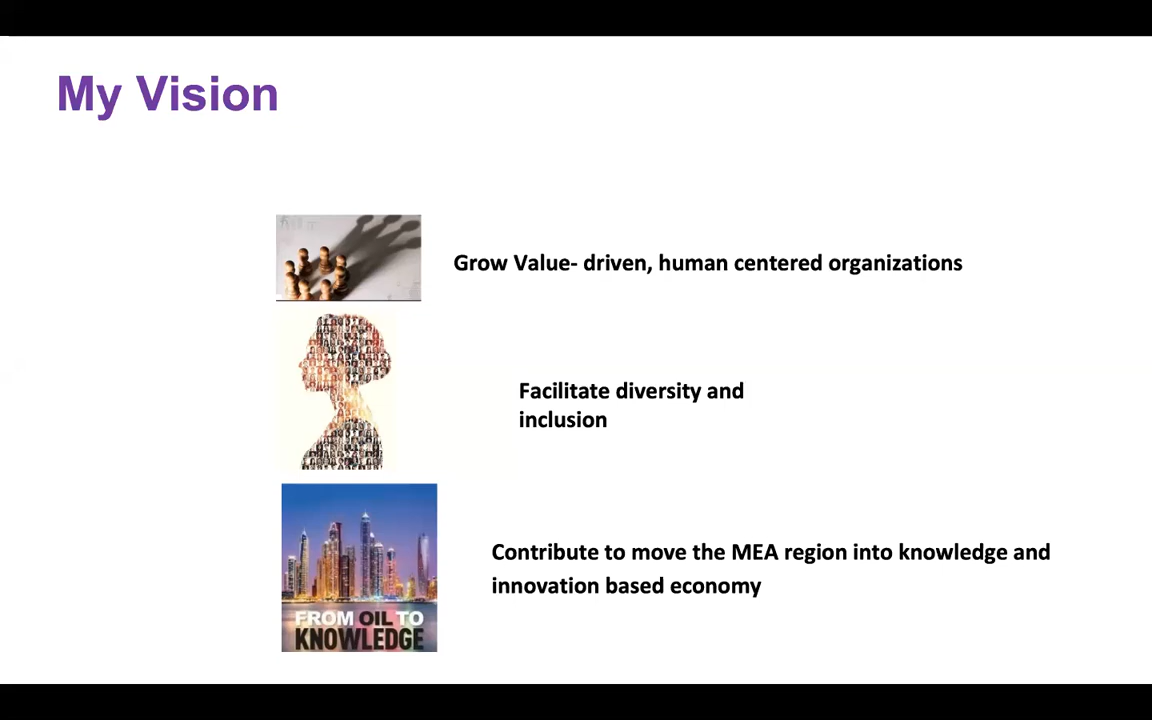 My Vision
Grow Value- driven, human centered organizations
Facilitate diversity and
inclusion
Contribute to move the MEA region into knowledge and
innovation based economy
FROM OIL TO
KNOWLEDGE